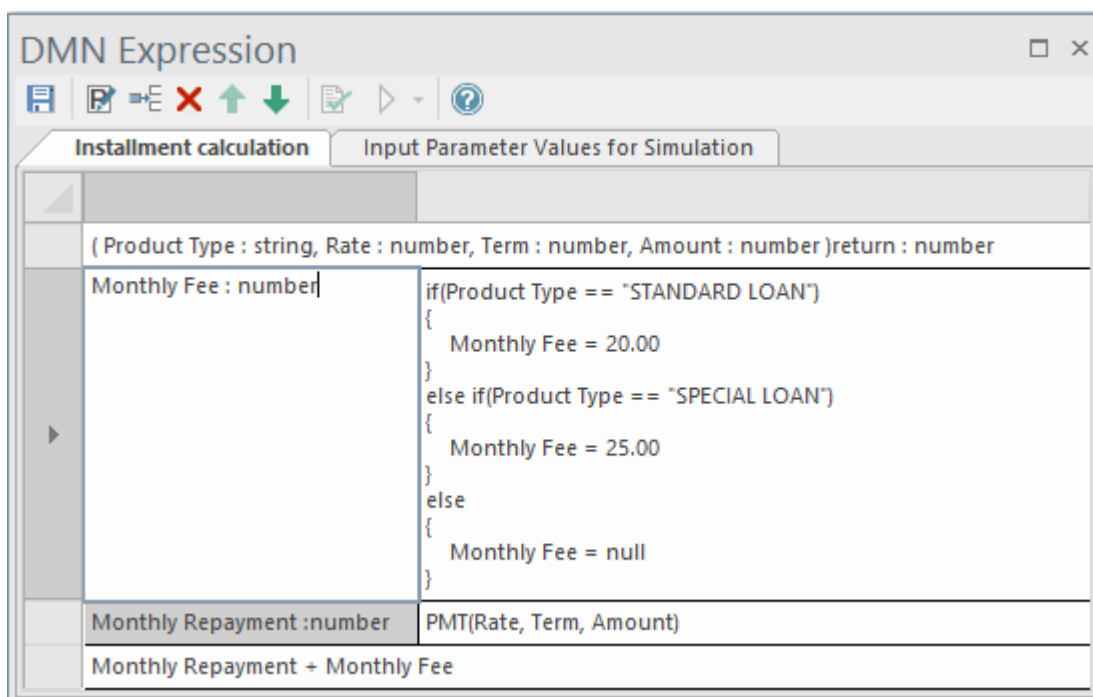 DMN Expression
Installment calculation
Input Parameter Values for Simulation
( Product Type : string, Rate : number, Term : number, Amount : number )return : number
Monthly Fee : number
if(Product Type == "STANDARD LOAN")
{
Monthly Fee = 20.00
}
else if(Product Type == "SPECIAL LOAN")
{
Monthly Fee = 25.00
}
else
{
Monthly Fee = null
}
Monthly Repayment :number
PMT(Rate, Term, Amount)
Monthly Repayment + Monthly Fee